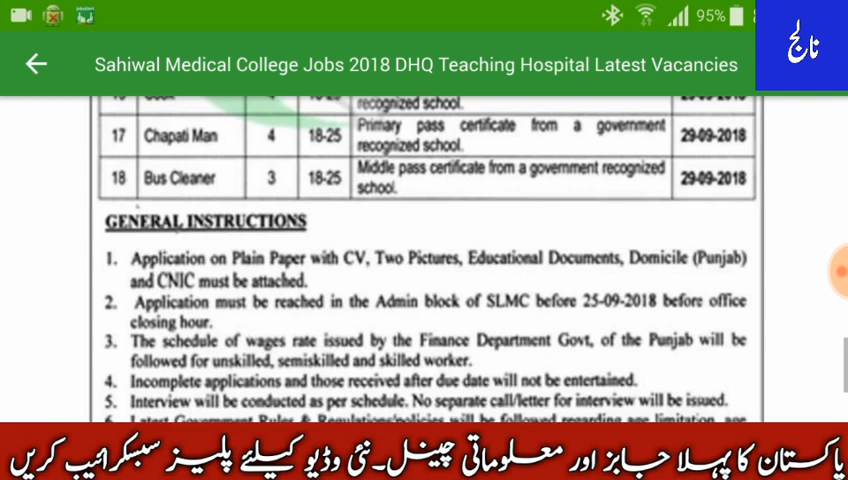 95%
نالج
Sahiwal Medical College Jobs 2018 DHQ Teaching Hospital Latest Vacancies
recognized school.
17 Chapati Man 4 18-25 Primary pass certificate from a government recognized school. 29-09-2018
18 Bus Cleaner 3 18-25 Middle pass certificate from a government recognized school. 29-09-2018
GENERAL INSTRUCTIONS
1. Application on Plain Paper with CV, Two Pictures, Educational Documents, Domicile (Punjab)
and CNIC must be attached.
2. Application must be reached in the Admin block of SLMC before 25-09-2018 before office
closing hour.
3. The schedule of wages rate issued by the Finance Department Govt, of the Punjab will be
followed for unskilled, semiskilled and skilled worker.
4. Incomplete applications and those received after due date will not be entertained.
5. Interview will be conducted as per schedule. No separate call/letter for interview will be issued.
پاکستان کا پہلا جابز اور معلوماتی چینل۔نئی وڈیو کیلئے پلیز سبسکرائیب کریں